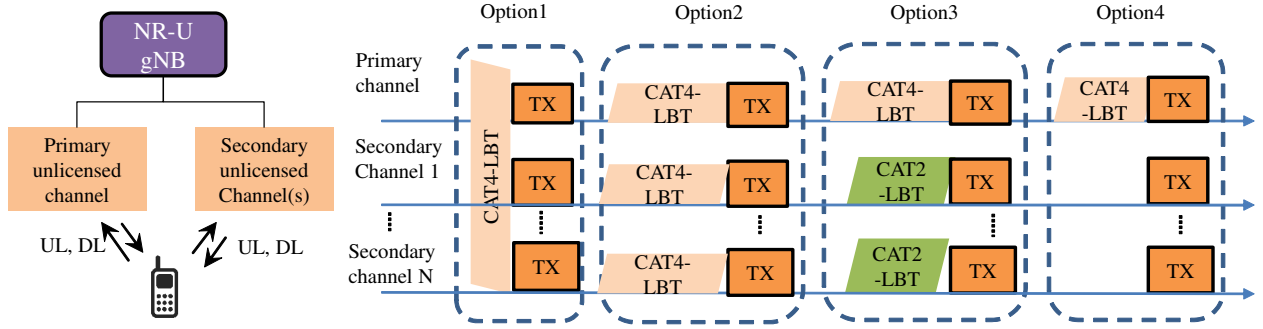 NR-U
gNB
Primary
unlicensed
channel
Secondary
unlicensed
Channel(s)
UL, DL
UL, DL
Option1
Option2
Option3
Option4
Primary
channel
CAT4-LBT
TX
CAT4-
LBT
TX
CAT4-
LBT
TX
CAT4
-LBT
TX
Secondary
Channel 1
TX
CAT4-
LBT
TX
CAT2
-LBT
TX
TX
Secondary
channel N
TX
CAT4-
LBT
TX
CAT2
-LBT
TX
TX